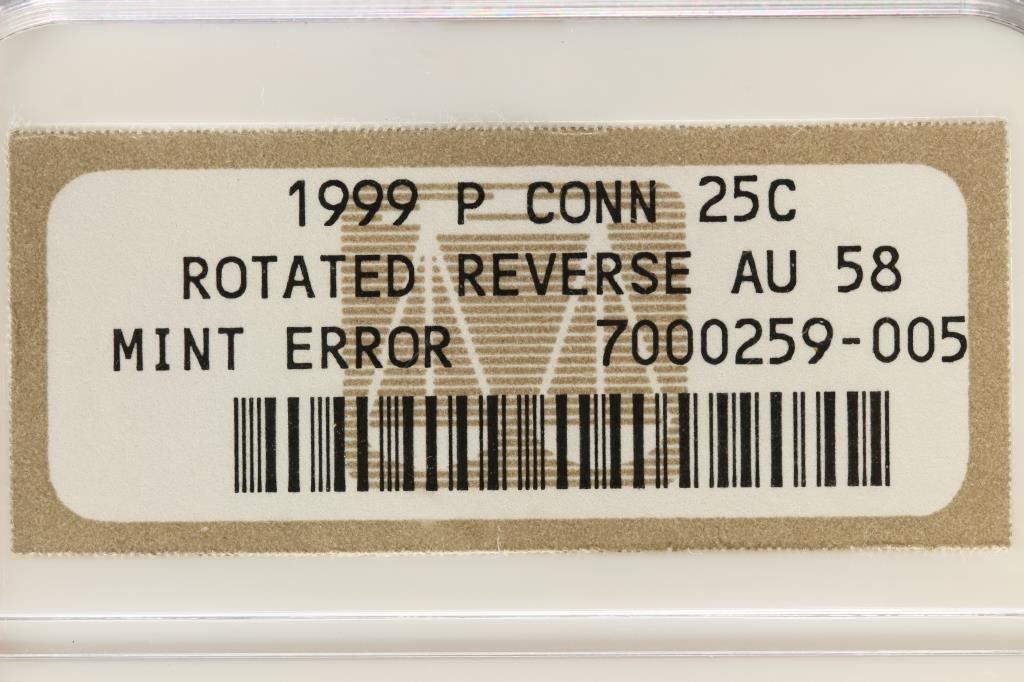 1999 P CONN 25C
ROTATED REVERSE AU 58
MINT ERROR 7000259-005